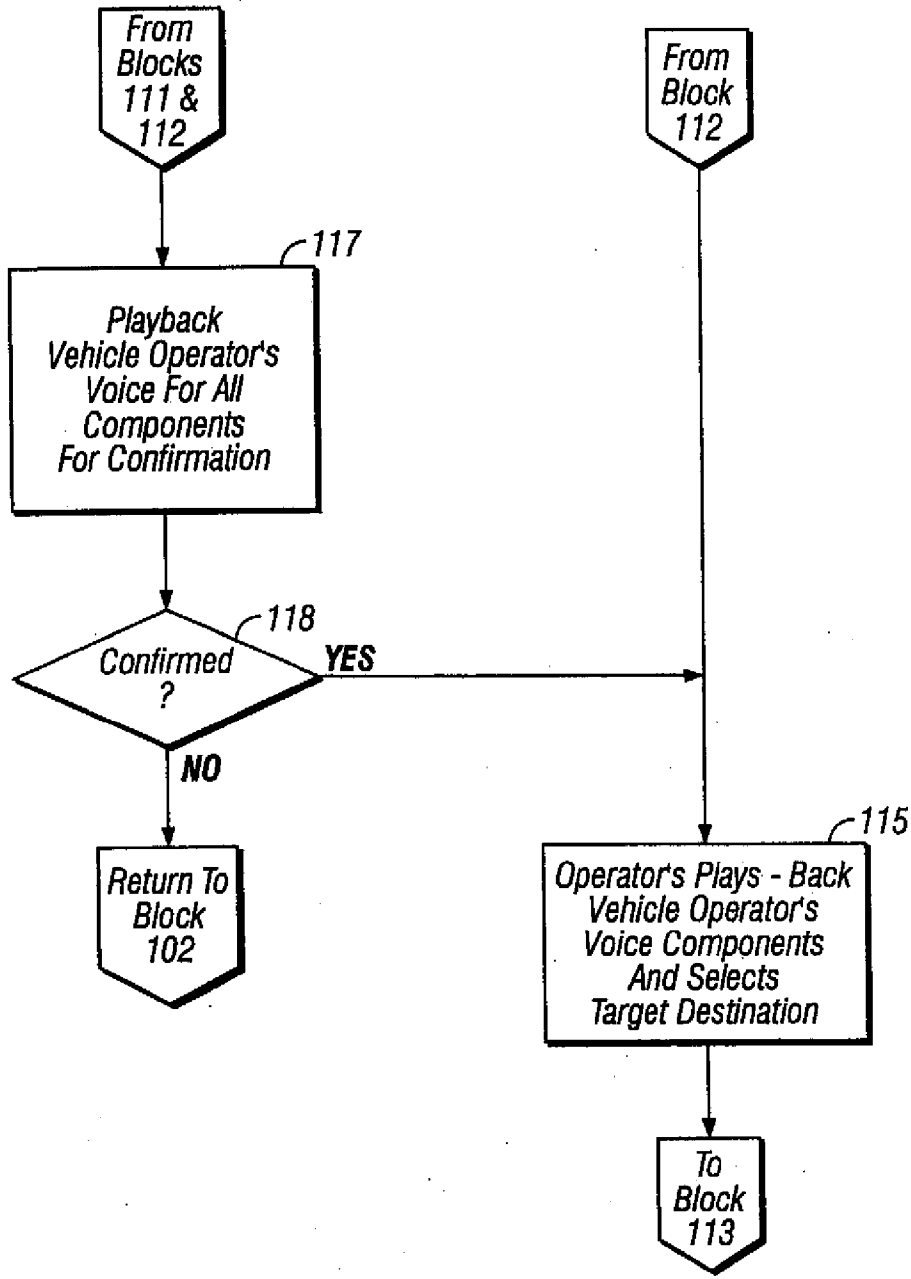 From
Blocks
111 &
112
From
Block
112
117
Playback
Vehicle Operator's
Voice For All
Components
For Confirmation
118
Confirmed
?
YES
NO
Return To
Block
102
115
Operator's Plays - Back
Vehicle Operator's
Voice Components
And Selects
Target Destination
To
Block
113